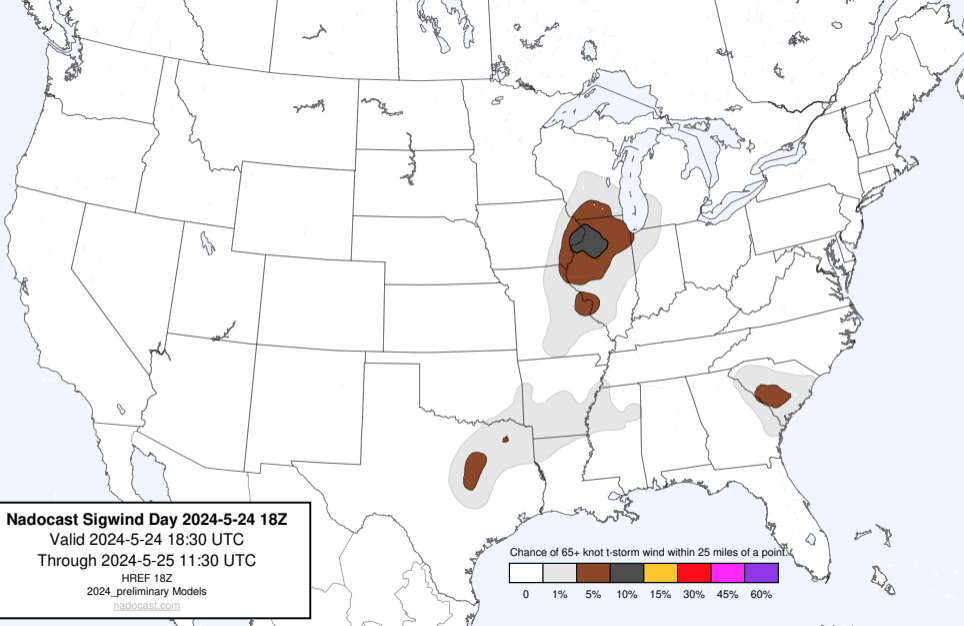 Nadocast Sigwind Day 2024-5-24 18Z
Valid 2024-5-24 18:30 UTC
Through 2024-5-25 11:30 UTC
HREF 18Z
2024_preliminary Models
nadocast.com
Chance of 65+ knot t-storm wind within 25 miles of a point.
0 1% 5% 10% 15% 30% 45% 60%